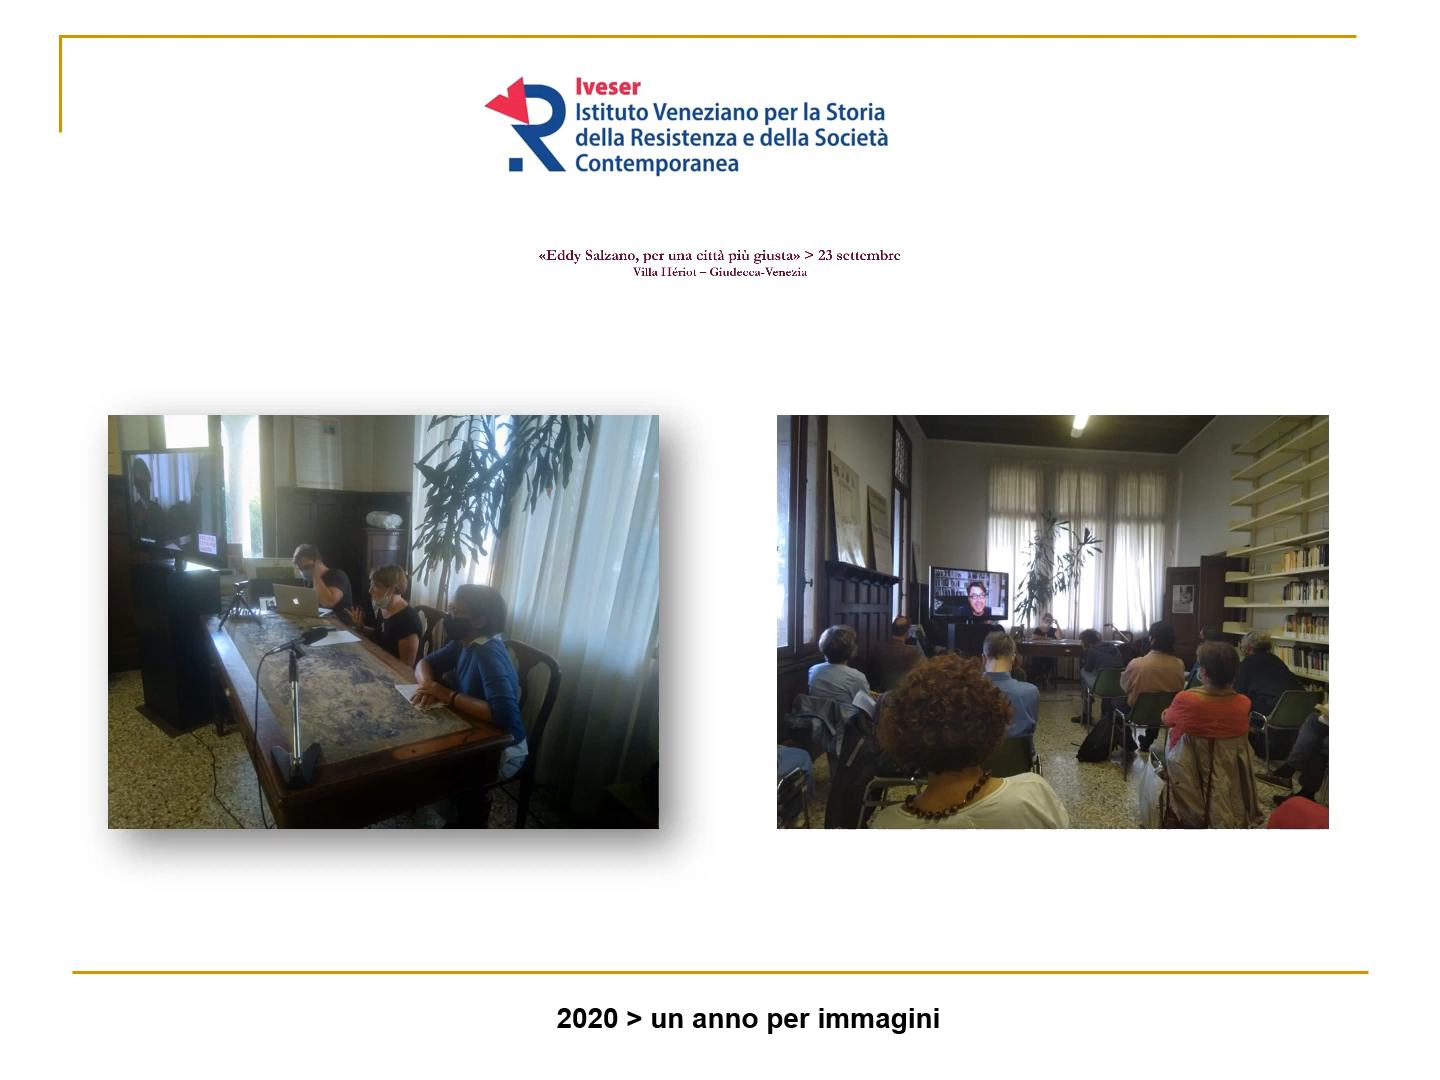 Iveser
Istituto Veneziano per la Storia
della Resistenza e della Società
Contemporanea
«Eddy Salzano, per una città più giusta» > 23 settembre
Villa Hériot – Giudecca-Venezia
2020 > un anno per immagini